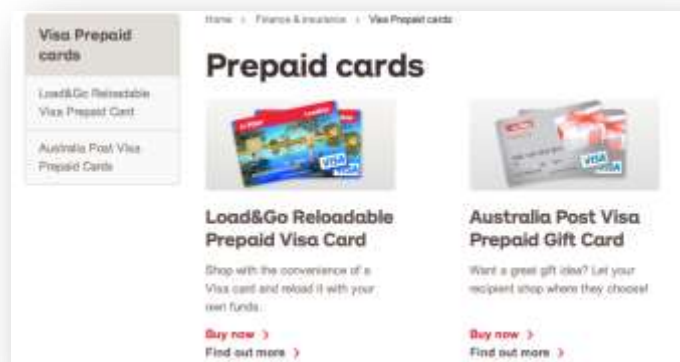 Home > Finance & insurance > Visa Prepaid cards
Visa Prepaid
cards
Load&Go Reloadable
Visa Prepaid Card
Australia Post Visa
Prepaid Cards
Prepaid cards
VISA
VISA
Load&Go Reloadable
Prepaid Visa Card
Shop with the convenience of a
Visa card and reload it with your
own funds.
Buy now >
Find out more >
VISA
Australia Post Visa
Prepaid Gift Card
Want a great gift idea? Let your
recipient shop where they choose!
Buy now >
Find out more >